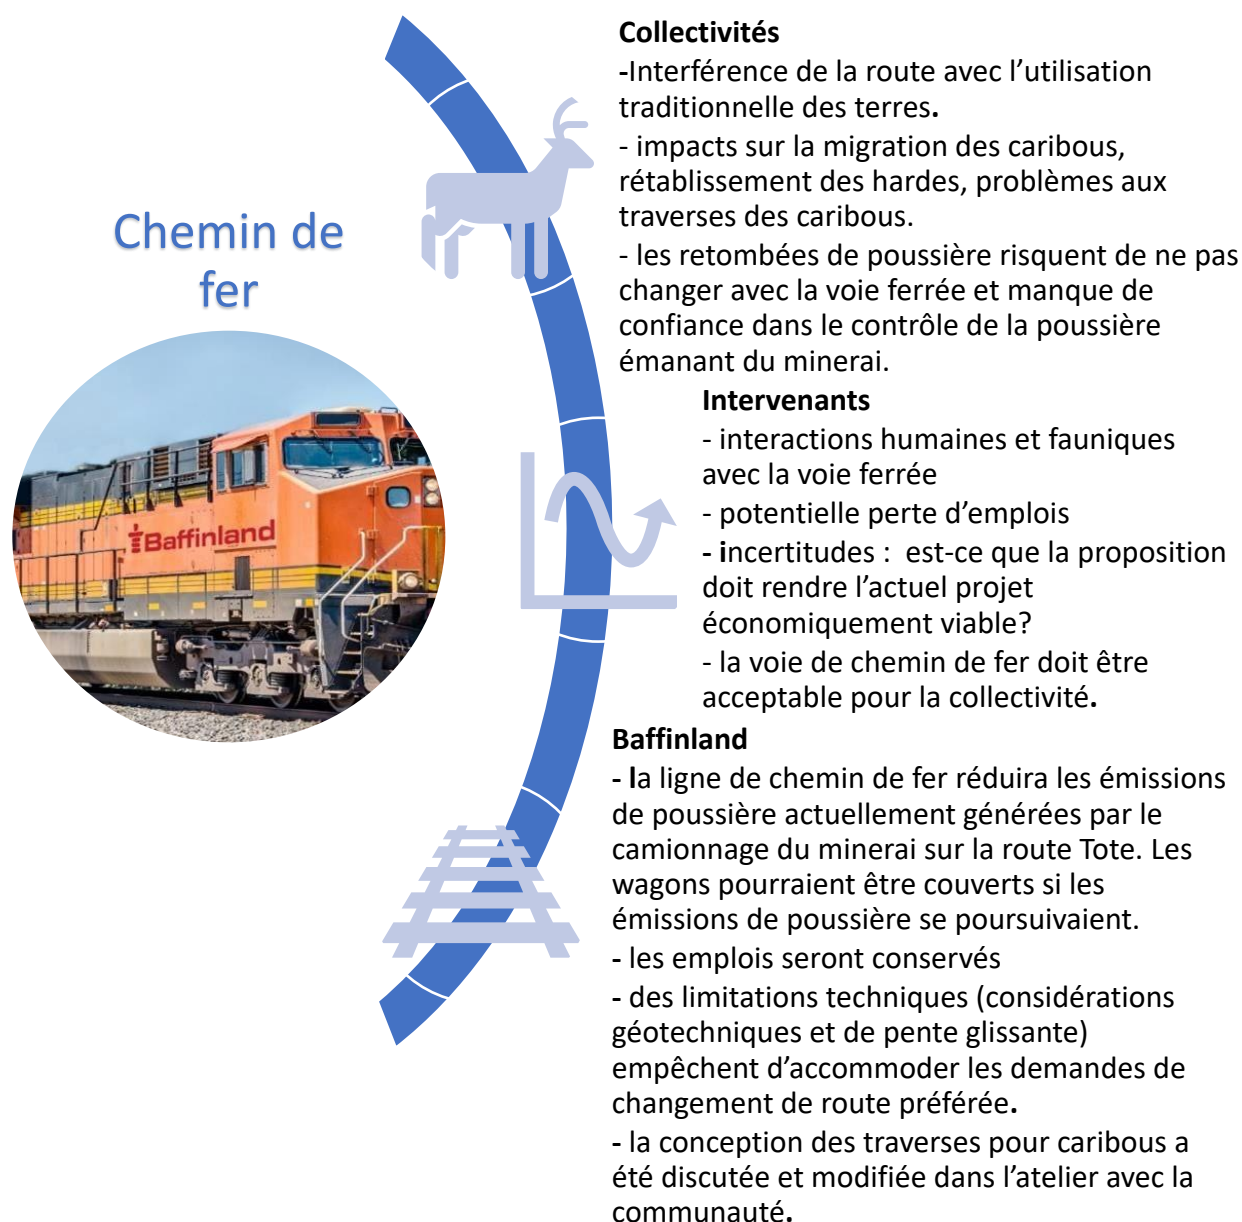 Chemin de
fer
Baffinland
Collectivités
-Interférence de la route avec l’utilisation
traditionnelle des terres.
- impacts sur la migration des caribous,
rétablissement des hardes, problèmes aux
traverses des caribous.
- les retombées de poussière risquent de ne pas
changer avec la voie ferrée et manque de
confiance dans le contrôle de la poussière
émanant du minerai.
Intervenants
- interactions humaines et fauniques
avec la voie ferrée
- potentielle perte d’emplois
- incertitudes :  est-ce que la proposition
doit rendre l’actuel projet
économiquement viable?
- la voie de chemin de fer doit être
acceptable pour la collectivité.
Baffinland
- la ligne de chemin de fer réduira les émissions
de poussière actuellement générées par le
camionnage du minerai sur la route Tote. Les
wagons pourraient être couverts si les
émissions de poussière se poursuivaient.
- les emplois seront conservés
- des limitations techniques (considérations
géotechniques et de pente glissante)
empêchent d’accommoder les demandes de
changement de route préférée.
- la conception des traverses pour caribous a
été discutée et modifiée dans l’atelier avec la
communauté.